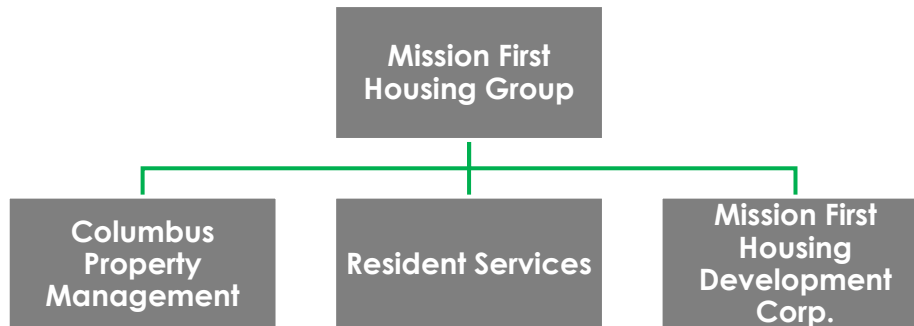 Mission First
Housing Group
Columbus
Property
Management
Resident Services
Mission First
Housing
Development
Corp.